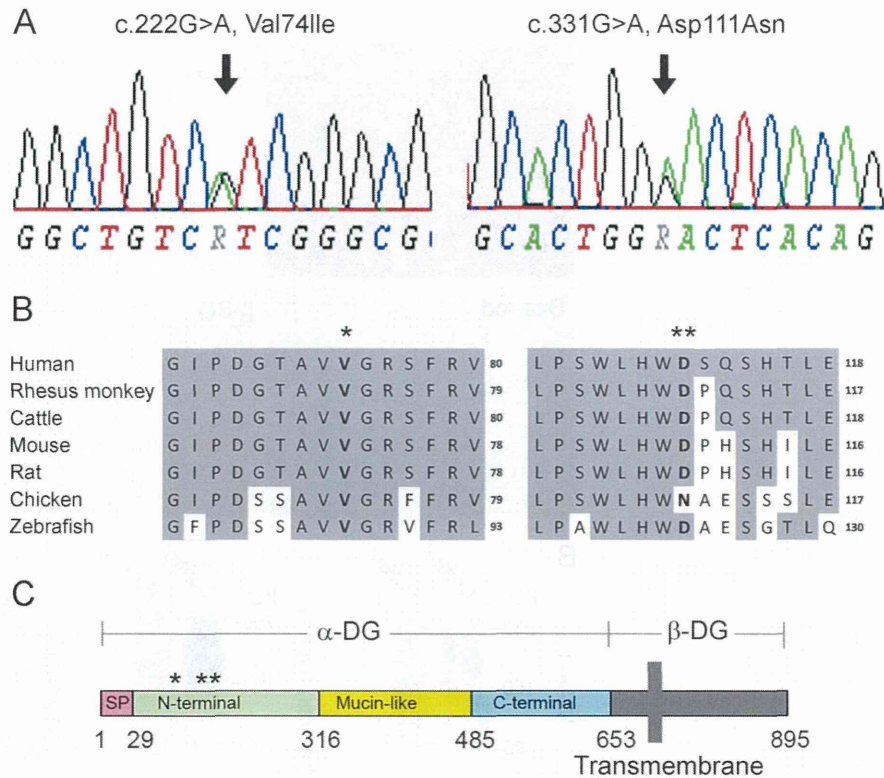 A
c.222G>A, Val74Ile
c.331G>A, Asp111Asn
G G C T G T C R T C G G G C G
G C A C T G G R A C T C A C A G
B
*
**
Human G I P D G T A V V G R S F R V 80 L P S W L H W D S Q S H T L E 118
Rhesus monkey G I P D G T A V V G R S F R V 79 L P S W L H W D P Q S H T L E 117
Cattle G I P D G T A V V G R S F R V 80 L P S W L H W D P Q S H T L E 118
Mouse G I P D G T A V V G R S F R V 78 L P S W L H W D P H S H I L E 116
Rat G I P D G T A V V G R S F R V 78 L P S W L H W D P H S H I L E 116
Chicken G I P D S S A V V G R F F R V 79 L P S W L H W N A E S S S L E 117
Zebrafish G F P D S S A V V G R V F R L 93 L P A W L H W D A E S G T L Q 130
C
α-DG
β-DG
* **
SP N-terminal Mucin-like C-terminal
1 29 316 485 653 895
Transmembrane